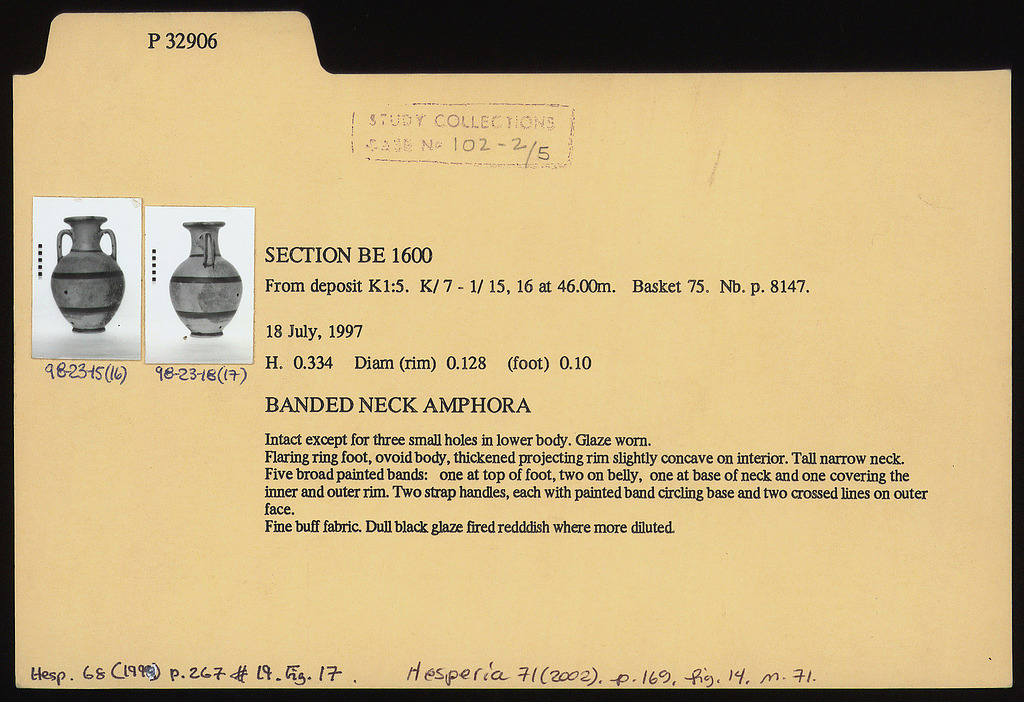 P 32906
STUDY COLLECTIONS
CASE No 102-2/5
SECTION BE 1600
From deposit K1:5. K/ 7 - 1/ 15, 16 at 46.00m. Basket 75. Nb. p. 8147.
18 July, 1997
98-23-15(16) 98-23-18(17)
H. 0.334 Diam (rim) 0.128 (foot) 0.10
BANDED NECK AMPHORA
Intact except for three small holes in lower body. Glaze worn.
Flaring ring foot, ovoid body, thickened projecting rim slightly concave on interior. Tall narrow neck.
Five broad painted bands: one at top of foot, two on belly, one at base of neck and one covering the
inner and outer rim. Two strap handles, each with painted band circling base and two crossed lines on outer
face.
Fine buff fabric. Dull black glaze fired redddish where more diluted.
Hesp. 68 (1999) p. 267 # 19. Fig. 17. Hesperia 71 (2002). p. 169, fig. 14. n. 71.